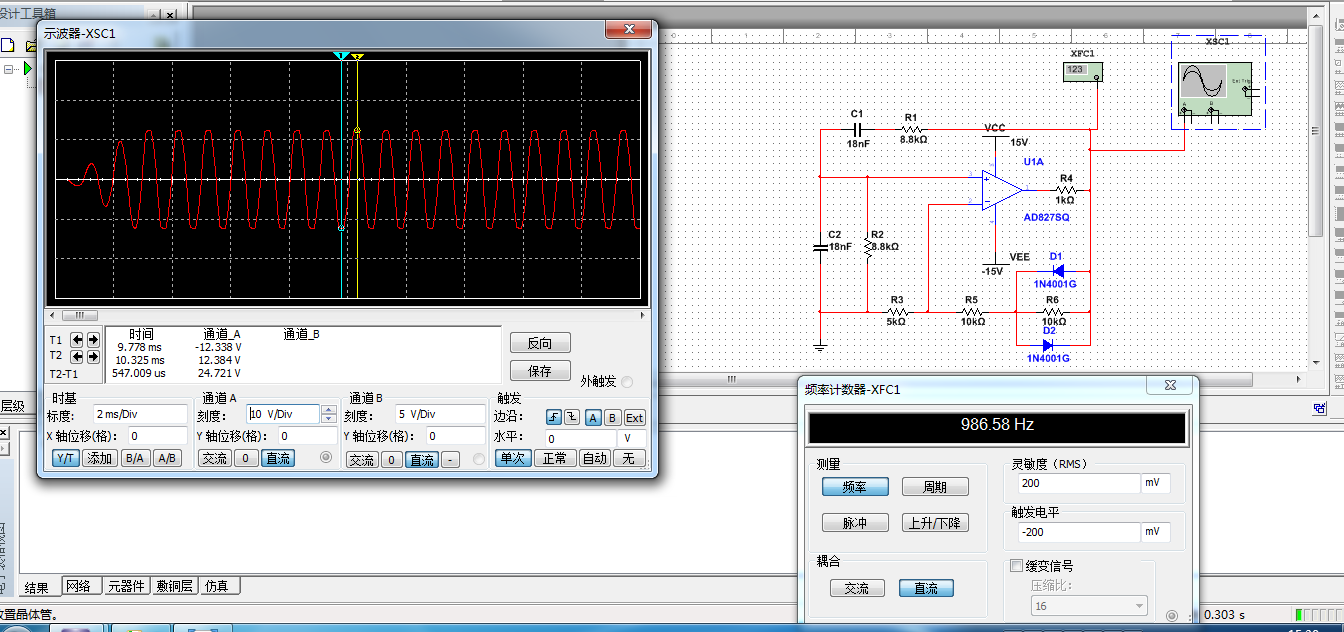 设计工具箱
示波器-XSC1
T1
T2
T2-T1
时间
通道_A
通道_B
9.778 ms
-12.338 V
10.325 ms
12.384 V
547.009 us
24.721 V
反向
保存
外触发
时基
标度:
2 ms/Div
X 轴位移(格):
0
Y/T
添加
B/A
A/B
通道 A
刻度:
10 V/Div
Y 轴位移(格):
0
交流
0
直流
通道 B
刻度:
5 V/Div
Y 轴位移(格):
0
交流
0
直流
-
触发
边沿:
A
B
Ext
水平:
0
V
单次
正常
自动
无
XFC1
123
XSC1
Ext Trig
A
B
C1
18nF
R1
8.8kΩ
VCC
15V
U1A
AD827SQ
R4
1kΩ
C2
18nF
R2
8.8kΩ
VEE
-15V
D1
1N4001G
R3
5kΩ
R5
10kΩ
R6
10kΩ
D2
1N4001G
频率计数器-XFC1
986.58 Hz
测量
频率
周期
脉冲
上升/下降
耦合
交流
直流
灵敏度 (RMS)
200
mV
触发电平
-200
mV
缓变信号
压缩比:
16
层级
结果
网络
元器件
敷铜层
仿真
置晶体管。
0.303 s